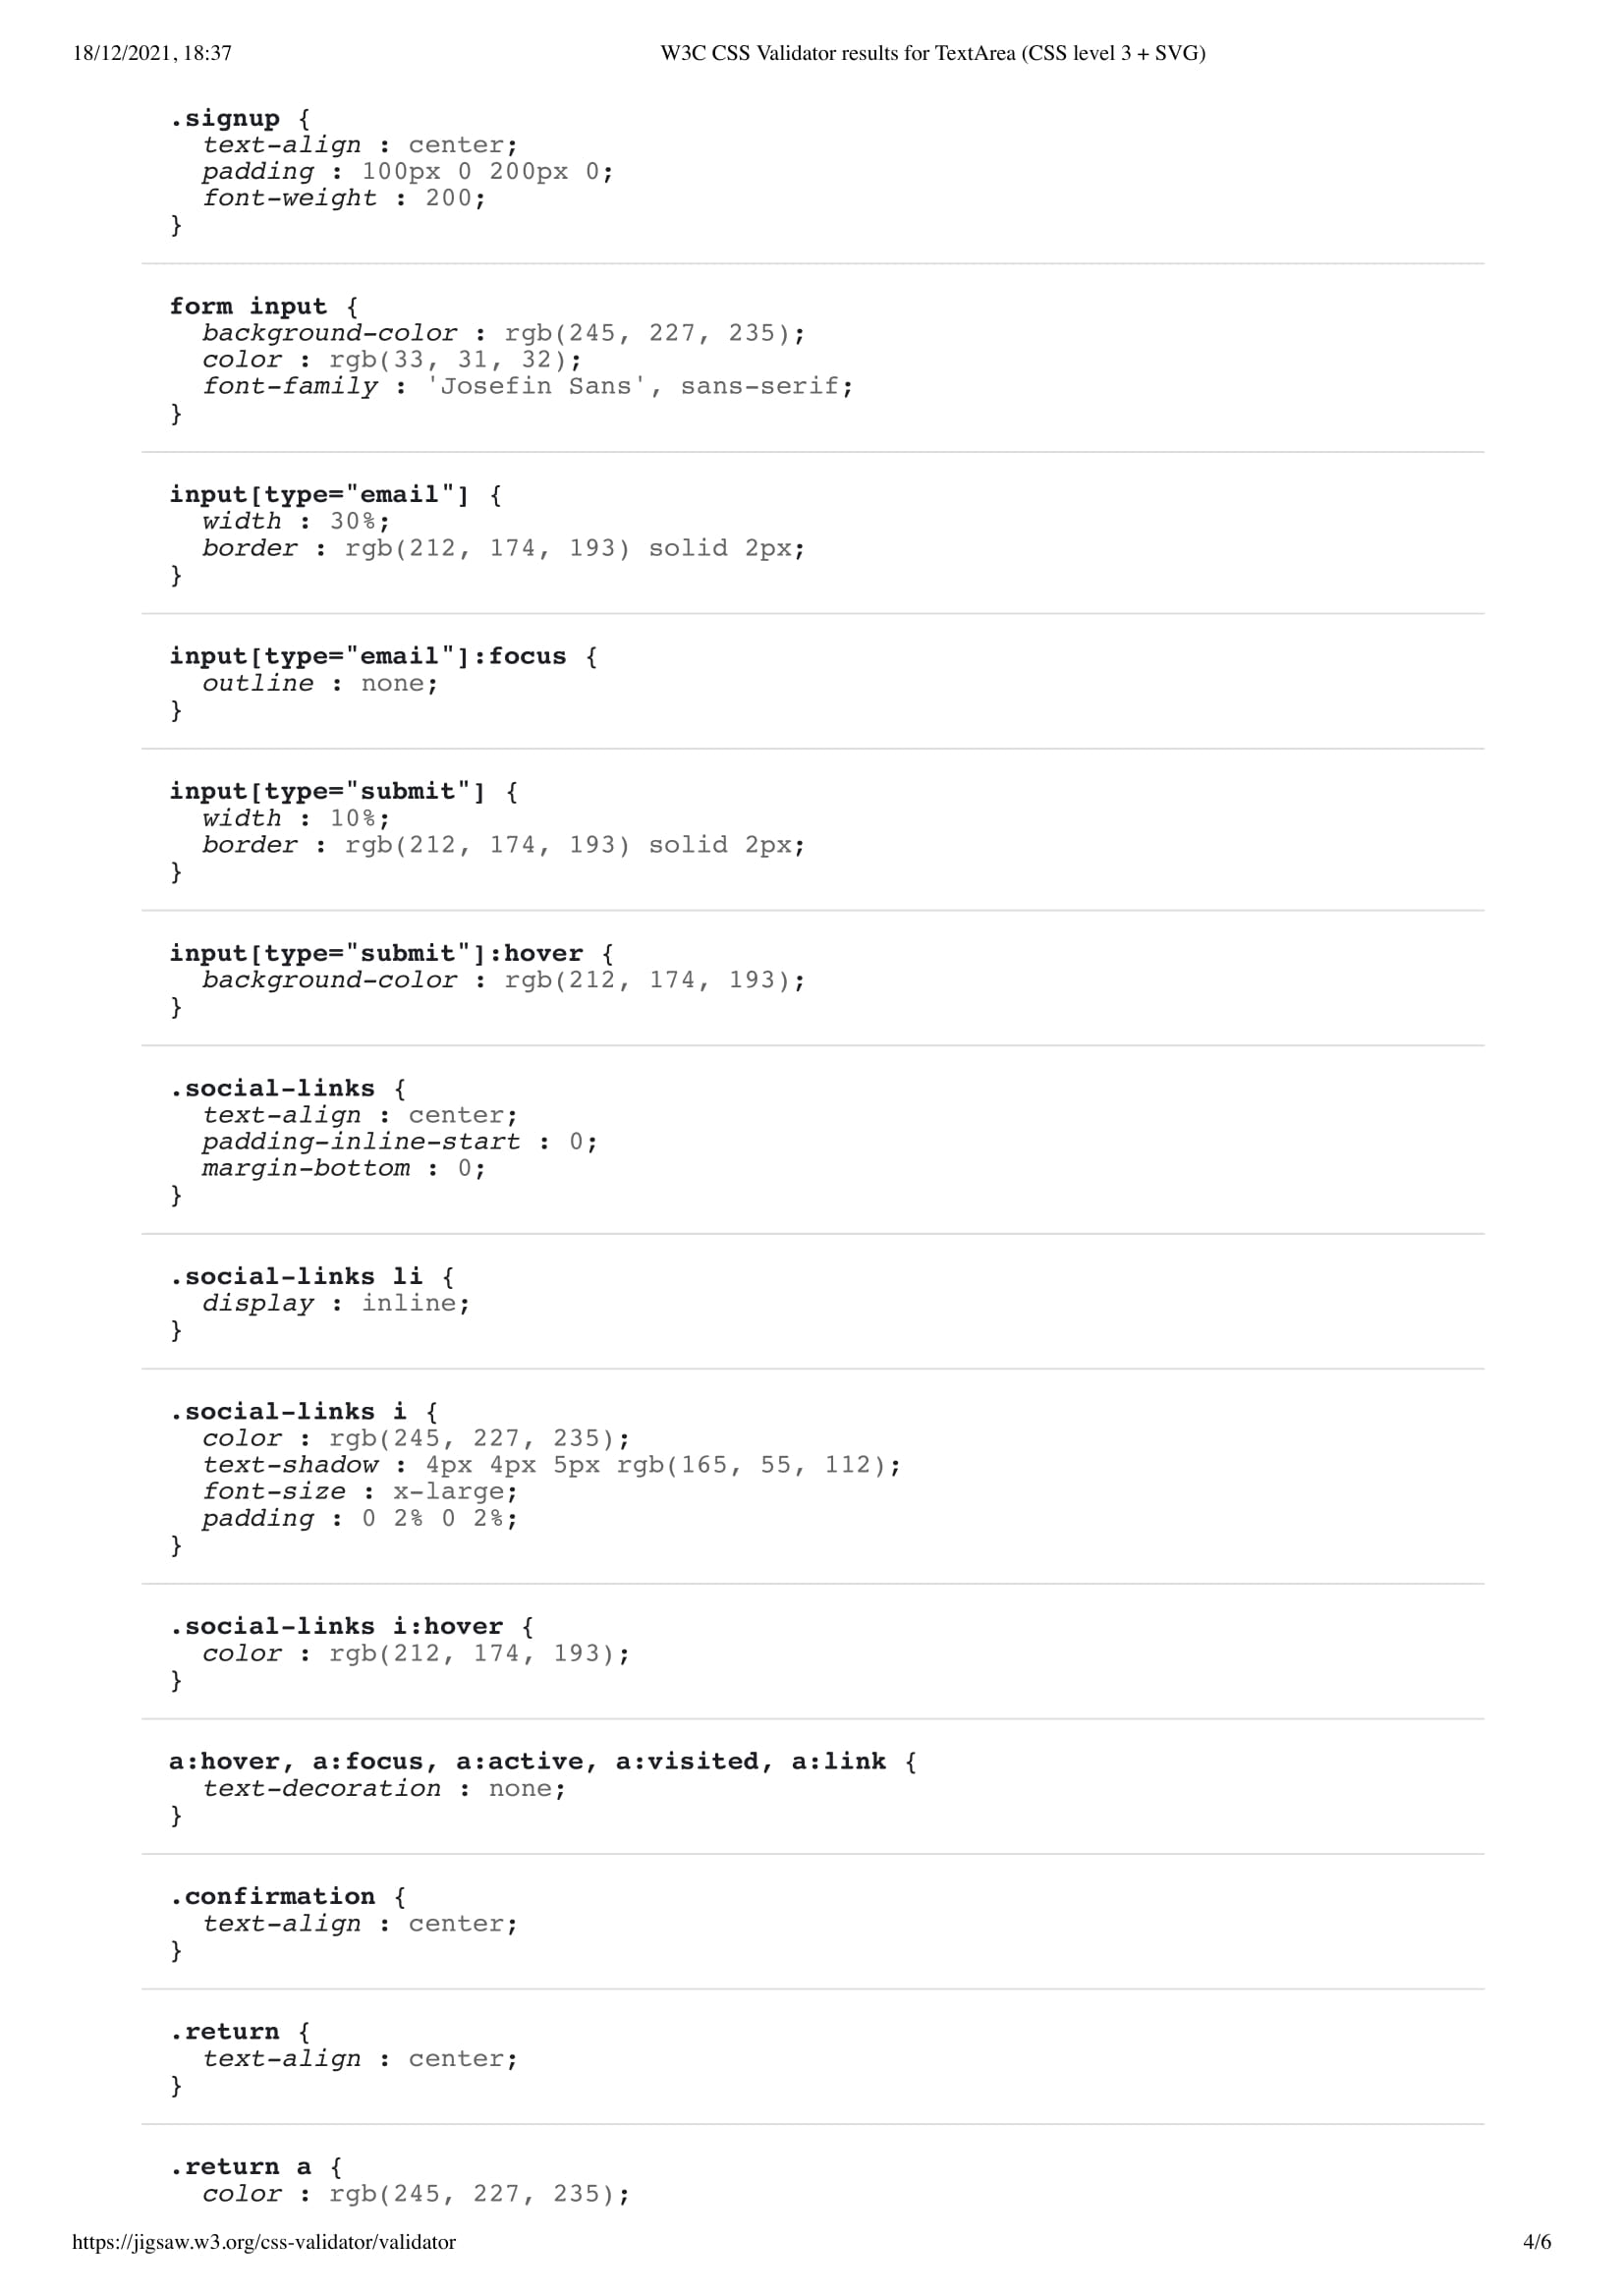 18/12/2021, 18:37 W3C CSS Validator results for TextArea (CSS level 3 + SVG)
.signup {
  text-align : center;
  padding : 100px 0 200px 0;
  font-weight : 200;
}
form input {
  background-color : rgb(245, 227, 235);
  color : rgb(33, 31, 32);
  font-family : 'Josefin Sans', sans-serif;
}
input[type="email"] {
  width : 30%;
  border : rgb(212, 174, 193) solid 2px;
}
input[type="email"]:focus {
  outline : none;
}
input[type="submit"] {
  width : 10%;
  border : rgb(212, 174, 193) solid 2px;
}
input[type="submit"]:hover {
  background-color : rgb(212, 174, 193);
}
.social-links {
  text-align : center;
  padding-inline-start : 0;
  margin-bottom : 0;
}
.social-links li {
  display : inline;
}
.social-links i {
  color : rgb(245, 227, 235);
  text-shadow : 4px 4px 5px rgb(165, 55, 112);
  font-size : x-large;
  padding : 0 2% 0 2%;
}
.social-links i:hover {
  color : rgb(212, 174, 193);
}
a:hover, a:focus, a:active, a:visited, a:link {
  text-decoration : none;
}
.confirmation {
  text-align : center;
}
.return {
  text-align : center;
}
.return a {
  color : rgb(245, 227, 235);
https://jigsaw.w3.org/css-validator/validator 4/6